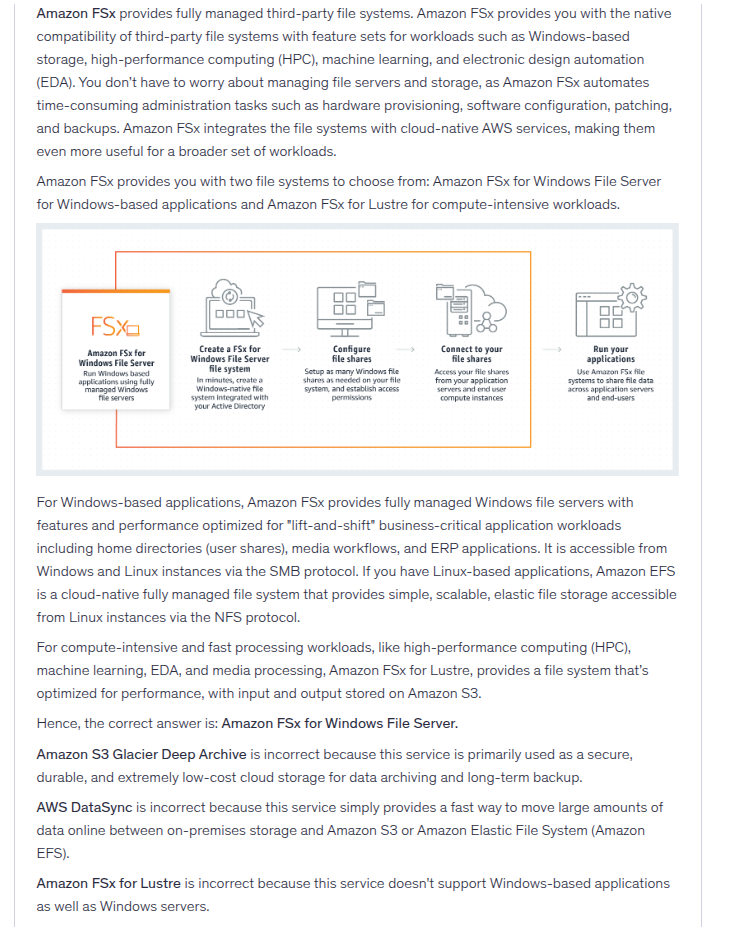 Amazon FSx provides fully managed third-party file systems. Amazon FSx provides you with the native
compatibility of third-party file systems with feature sets for workloads such as Windows-based
storage, high-performance computing (HPC), machine learning, and electronic design automation
(EDA). You don't have to worry about managing file servers and storage, as Amazon FSx automates
time-consuming administration tasks such as hardware provisioning, software configuration, patching,
and backups. Amazon FSx integrates the file systems with cloud-native AWS services, making them
even more useful for a broader set of workloads.
Amazon FSx provides you with two file systems to choose from: Amazon FSx for Windows File Server
for Windows-based applications and Amazon FSx for Lustre for compute-intensive workloads.
FSx
Amazon FSx for
Windows File Server
Run Windows based
applications using fully
managed Windows
file servers
Create a FSx for
Windows File Server
file system
In minutes, create a
Windows-native file
system integrated with
your Active Directory
Configure
file shares
Setup as many Windows file
shares as needed on your file
system, and establish access
permissions
Connect to your
file shares
Access your file shares
from your application
servers and end user
compute instances
Run your
applications
Use Amazon FSx file
systems to share file data
across application servers
and end-users
For Windows-based applications, Amazon FSx provides fully managed Windows file servers with
features and performance optimized for "lift-and-shift" business-critical application workloads
including home directories (user shares), media workflows, and ERP applications. It is accessible from
Windows and Linux instances via the SMB protocol. If you have Linux-based applications, Amazon EFS
is a cloud-native fully managed file system that provides simple, scalable, elastic file storage accessible
from Linux instances via the NFS protocol.
For compute-intensive and fast processing workloads, like high-performance computing (HPC),
machine learning, EDA, and media processing, Amazon FSx for Lustre, provides a file system that's
optimized for performance, with input and output stored on Amazon S3.
Hence, the correct answer is: Amazon FSx for Windows File Server.
Amazon S3 Glacier Deep Archive is incorrect because this service is primarily used as a secure,
durable, and extremely low-cost cloud storage for data archiving and long-term backup.
AWS DataSync is incorrect because this service simply provides a fast way to move large amounts of
data online between on-premises storage and Amazon S3 or Amazon Elastic File System (Amazon
EFS).
Amazon FSx for Lustre is incorrect because this service doesn't support Windows-based applications
as well as Windows servers.